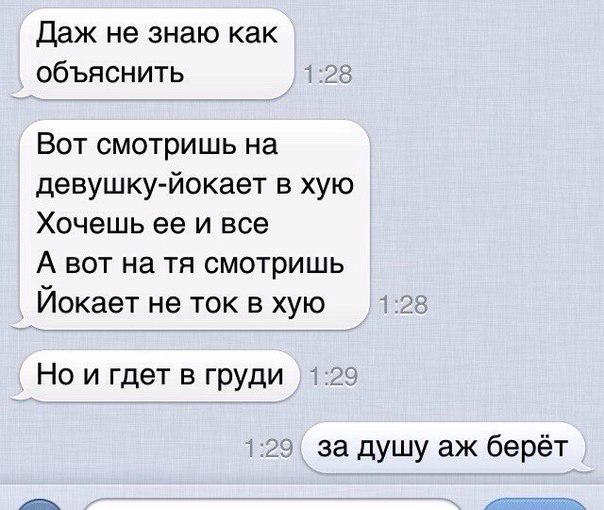 Даж не знаю как
объяснить
1:28
Вот смотришь на
девушку-йокает в хую
Хочешь ее и все
А вот на тя смотришь
Йокает не ток в хую
1:28
Но и гдет в груди
1:29
1:29
за душу аж берёт